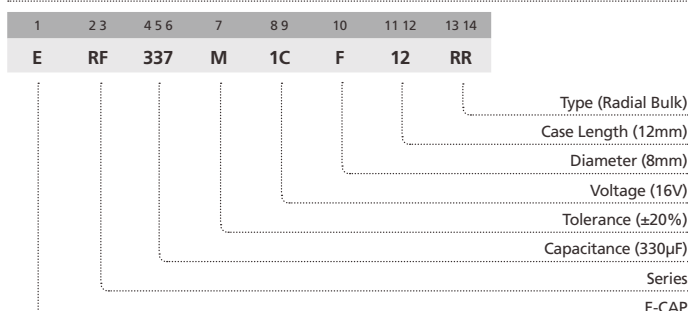 1 2 3 4 5 6 7 8 9 10 11 12 13 14
E RF 337 M 1C F 12 RR
Type (Radial Bulk)
Case Length (12mm)
Diameter (8mm)
Voltage (16V)
Tolerance (±20%)
Capacitance (330µF)
Series
E-CAP